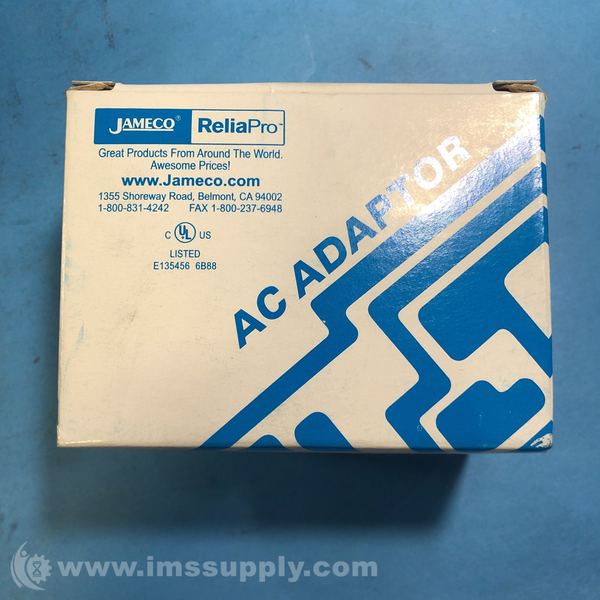 JAMECO® ReliaPro™
Great Products From Around The World.
Awesome Prices!
www.Jameco.com
1355 Shoreway Road, Belmont, CA 94002
1-800-831-4242 FAX 1-800-237-6948
C UL US
LISTED
E135456 6B88
AC ADAPTOR
www.imssupply.com